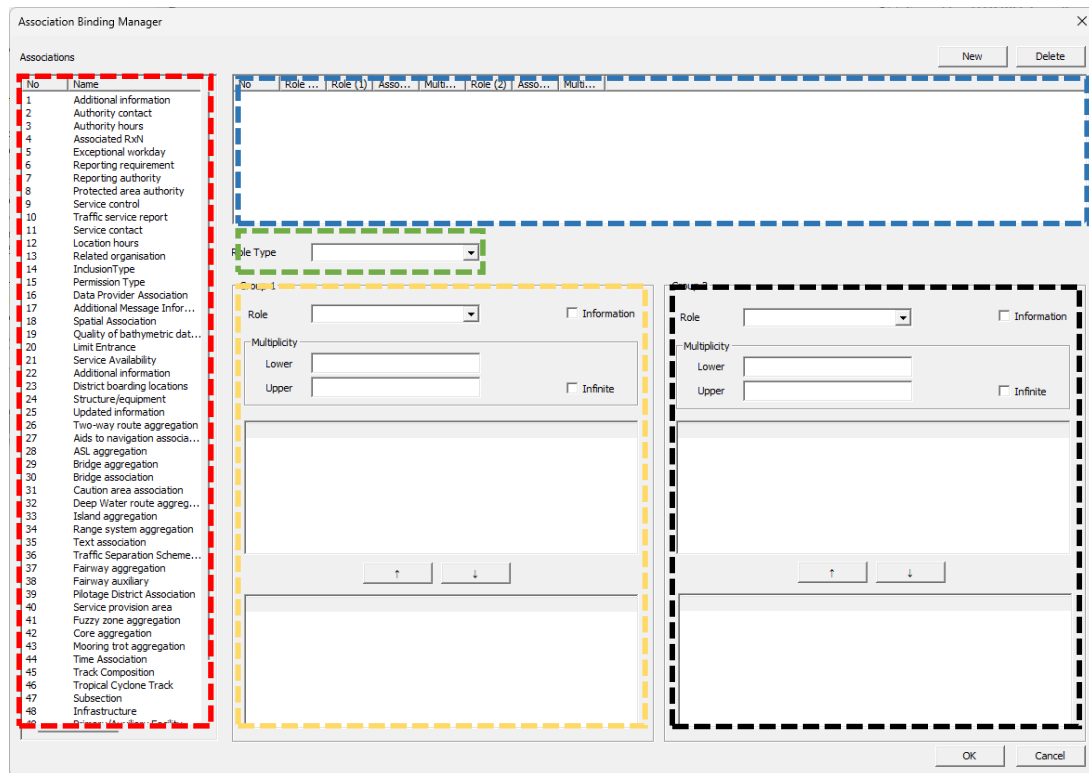 Association Binding Manager
Associations
New
Delete
No Name
1 Additional information
2 Authority contact
3 Authority hours
4 Associated RxN
5 Exceptional workday
6 Reporting requirement
7 Reporting authority
8 Protected area authority
9 Service control
10 Traffic service report
11 Service contact
12 Location hours
13 Related organisation
14 InclusionType
15 Permission Type
16 Data Provider Association
17 Additional Message Infor...
18 Spatial Association
19 Quality of bathymetric dat...
20 Limit Entrance
21 Service Availability
22 Additional information
23 District boarding locations
24 Structure/equipment
25 Updated information
26 Two-way route aggregation
27 Aids to navigation associa...
28 ASL aggregation
29 Bridge aggregation
30 Bridge association
31 Caution area association
32 Deep Water route aggreg...
33 Island aggregation
34 Range system aggregation
35 Text association
36 Traffic Separation Scheme...
37 Fairway aggregation
38 Fairway auxiliary
39 Pilotage District Association
40 Service provision area
41 Fuzzy zone aggregation
42 Core aggregation
43 Mooring trot aggregation
44 Time Association
45 Track Composition
46 Tropical Cyclone Track
47 Subsection
48 Infrastructure
No Role ... Role (1) Asso... Multi... Role (2) Asso... Multi...
Role Type
Group 1
Role
Information
Multiplicity
Lower
Upper
Infinite
↑ ↓
Role
Information
Multiplicity
Lower
Upper
Infinite
↑ ↓
OK
Cancel